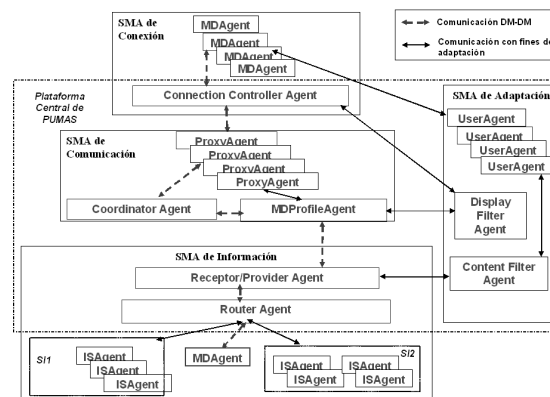 SMA de
Conexión
MDAgent
MDAgent
MDAgent
MDAgent
Comunicación DM-DM
Comunicación con fines de
adaptación
Plataforma
Central de
PUMAS
Connection Controller Agent
SMA de Adaptación
UserAgent
UserAgent
UserAgent
UserAgent
SMA de
Comunicación
ProxyAgent
ProxyAgent
ProxyAgent
ProxyAgent
Coordinator Agent
MDProfileAgent
Display
Filter
Agent
SMA de Información
Receptor/Provider Agent
Content Filter
Agent
Router Agent
SI1
ISAgent
ISAgent
ISAgent
MDAgent
SI2
ISAgent
ISAgent
ISAgent
ISAgent